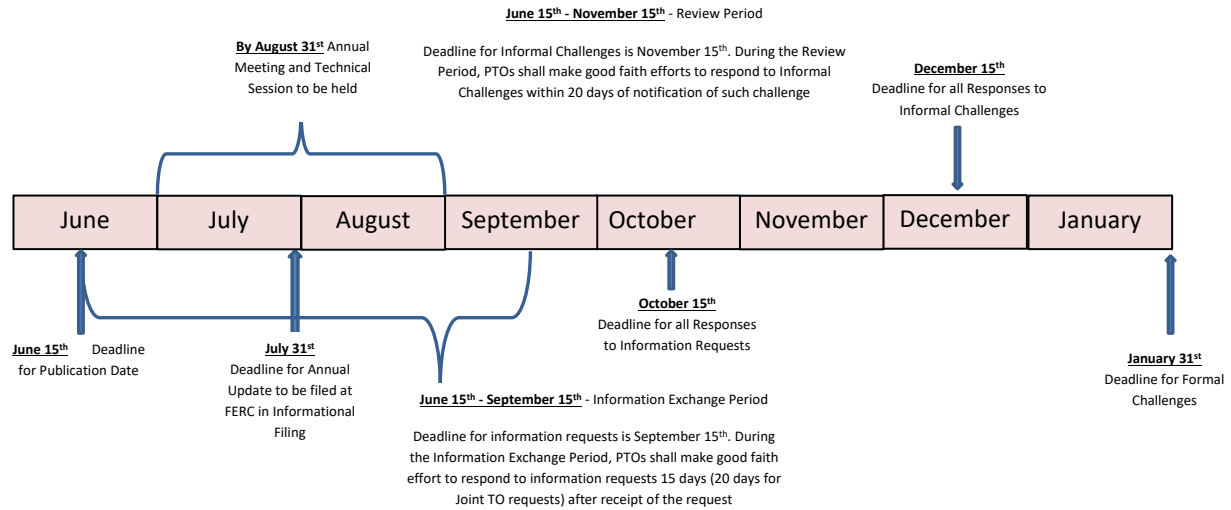 June 15th - November 15th - Review Period
Deadline for Informal Challenges is November 15th. During the Review
Period, PTOs shall make good faith efforts to respond to Informal
Challenges within 20 days of notification of such challenge
By August 31st Annual
Meeting and Technical
Session to be held
December 15th
Deadline for all Responses to
Informal Challenges
June July August September October November December January
June 15th Deadline
for Publication Date
July 31st
Deadline for Annual
Update to be filed at
FERC in Informational
Filing
October 15th
Deadline for all Responses
to Information Requests
January 31st
Deadline for Formal
Challenges
June 15th - September 15th - Information Exchange Period
Deadline for information requests is September 15th. During
the Information Exchange Period, PTOs shall make good faith
effort to respond to information requests 15 days (20 days for
Joint TO requests) after receipt of the request